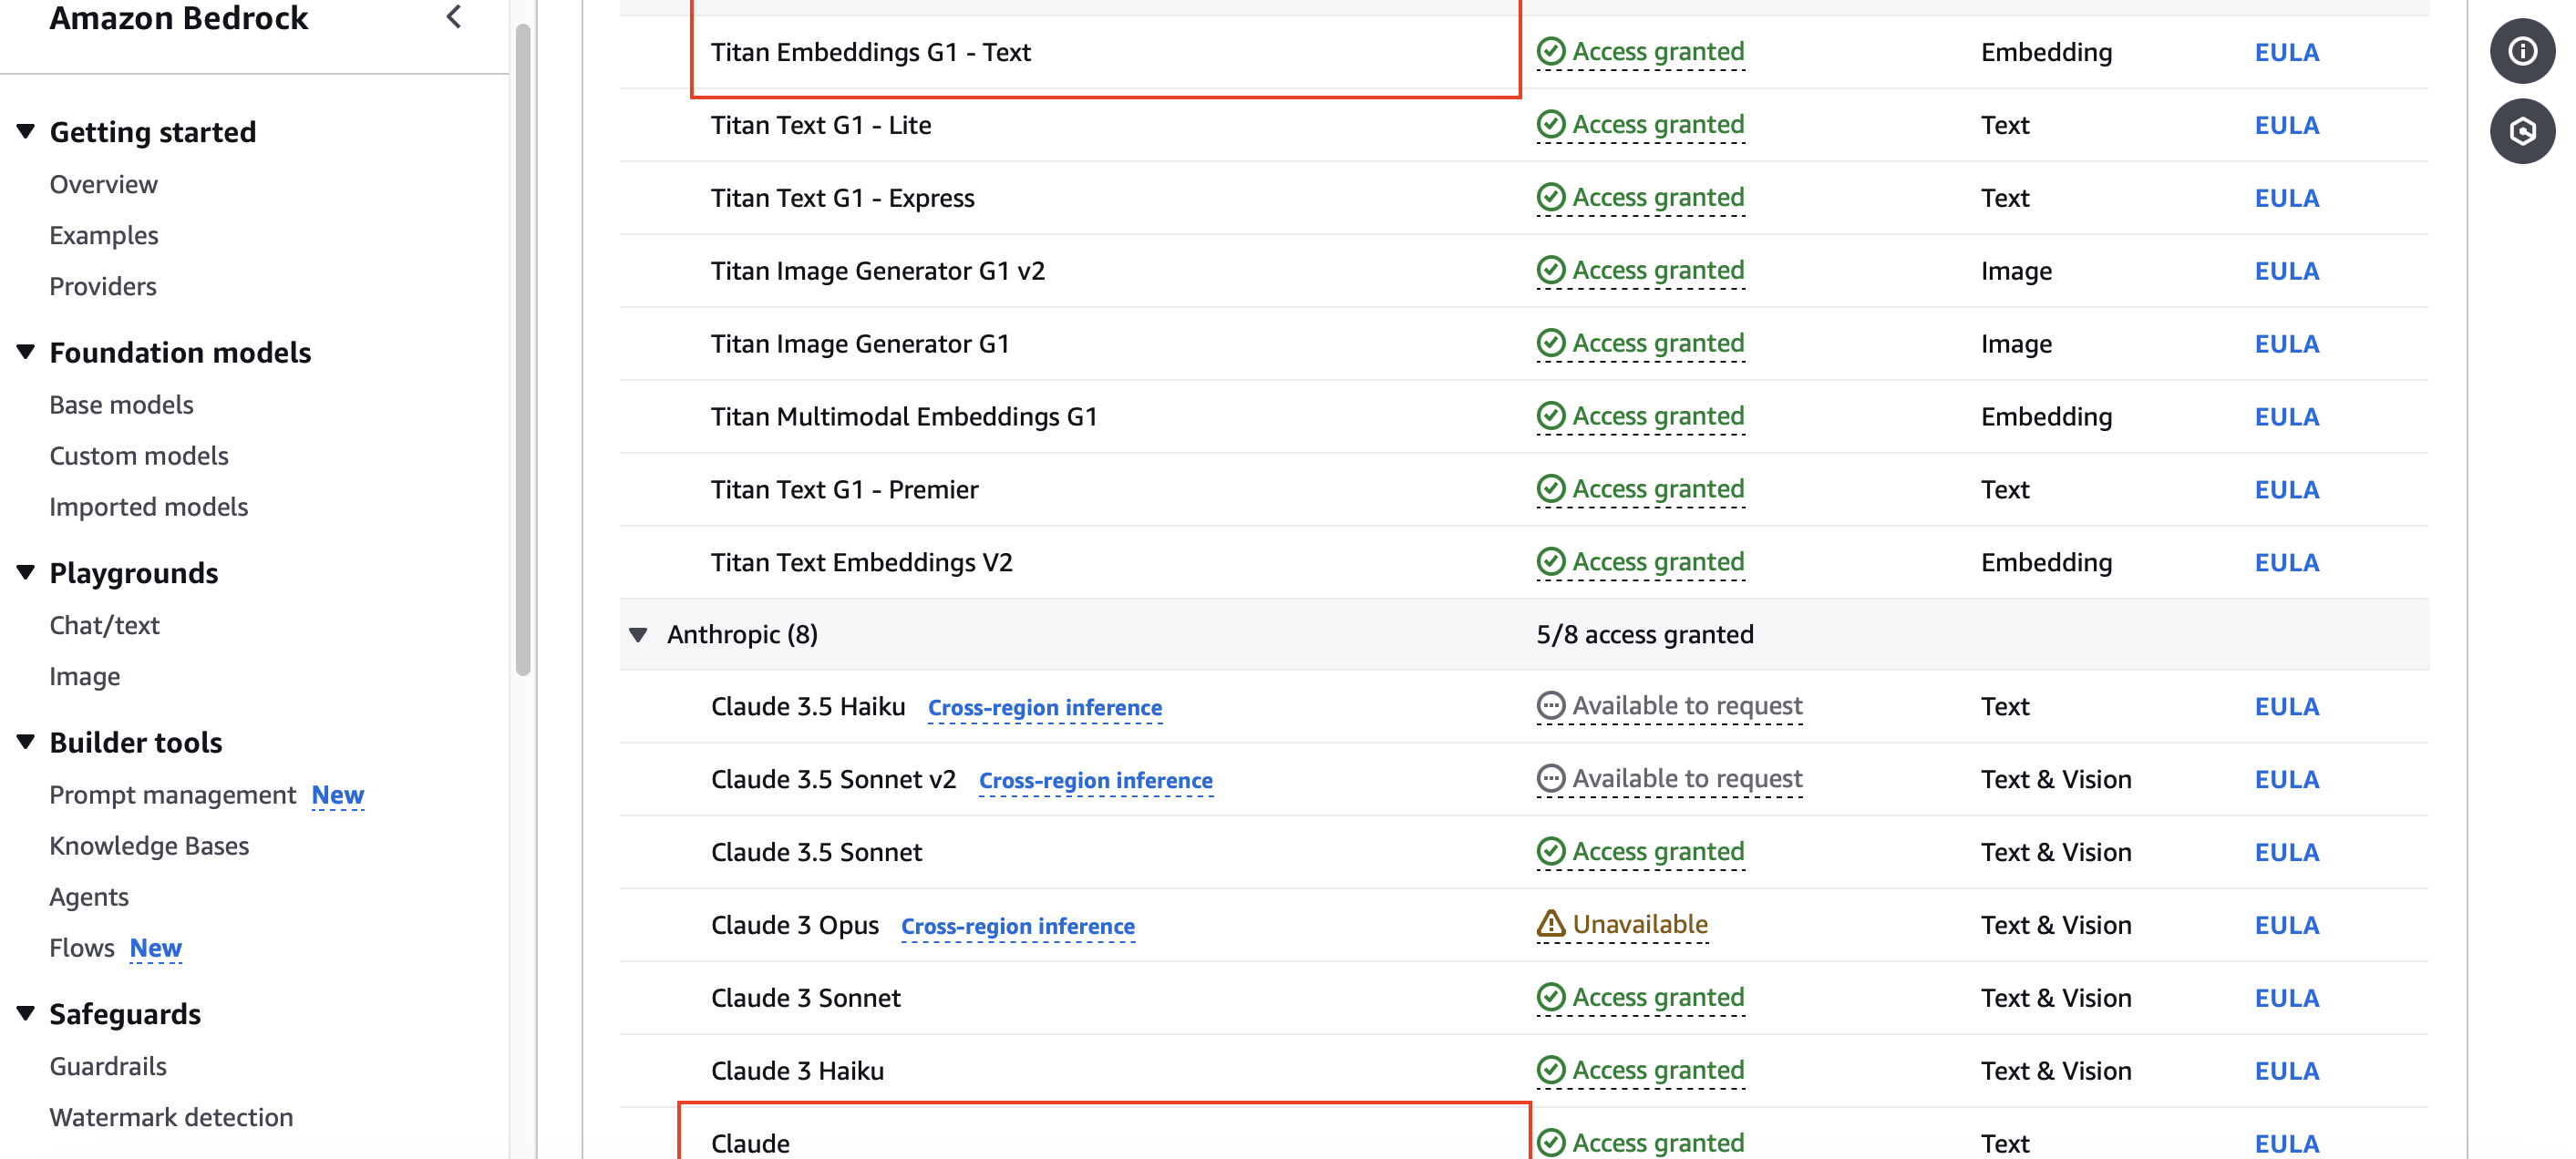 Amazon Bedrock
Getting started
Overview
Examples
Providers
Foundation models
Base models
Custom models
Imported models
Playgrounds
Chat/text
Image
Builder tools
Prompt management New
Knowledge Bases
Agents
Flows New
Safeguards
Guardrails
Watermark detection
Titan Embeddings G1 - Text Access granted Embedding EULA
Titan Text G1 - Lite Access granted Text EULA
Titan Text G1 - Express Access granted Text EULA
Titan Image Generator G1 v2 Access granted Image EULA
Titan Image Generator G1 Access granted Image EULA
Titan Multimodal Embeddings G1 Access granted Embedding EULA
Titan Text G1 - Premier Access granted Text EULA
Titan Text Embeddings V2 Access granted Embedding EULA
Anthropic (8) 5/8 access granted
Claude 3.5 Haiku Cross-region inference Available to request Text EULA
Claude 3.5 Sonnet v2 Cross-region inference Available to request Text & Vision EULA
Claude 3.5 Sonnet Access granted Text & Vision EULA
Claude 3 Opus Cross-region inference Unavailable Text & Vision EULA
Claude 3 Sonnet Access granted Text & Vision EULA
Claude 3 Haiku Access granted Text & Vision EULA
Claude Access granted Text EULA